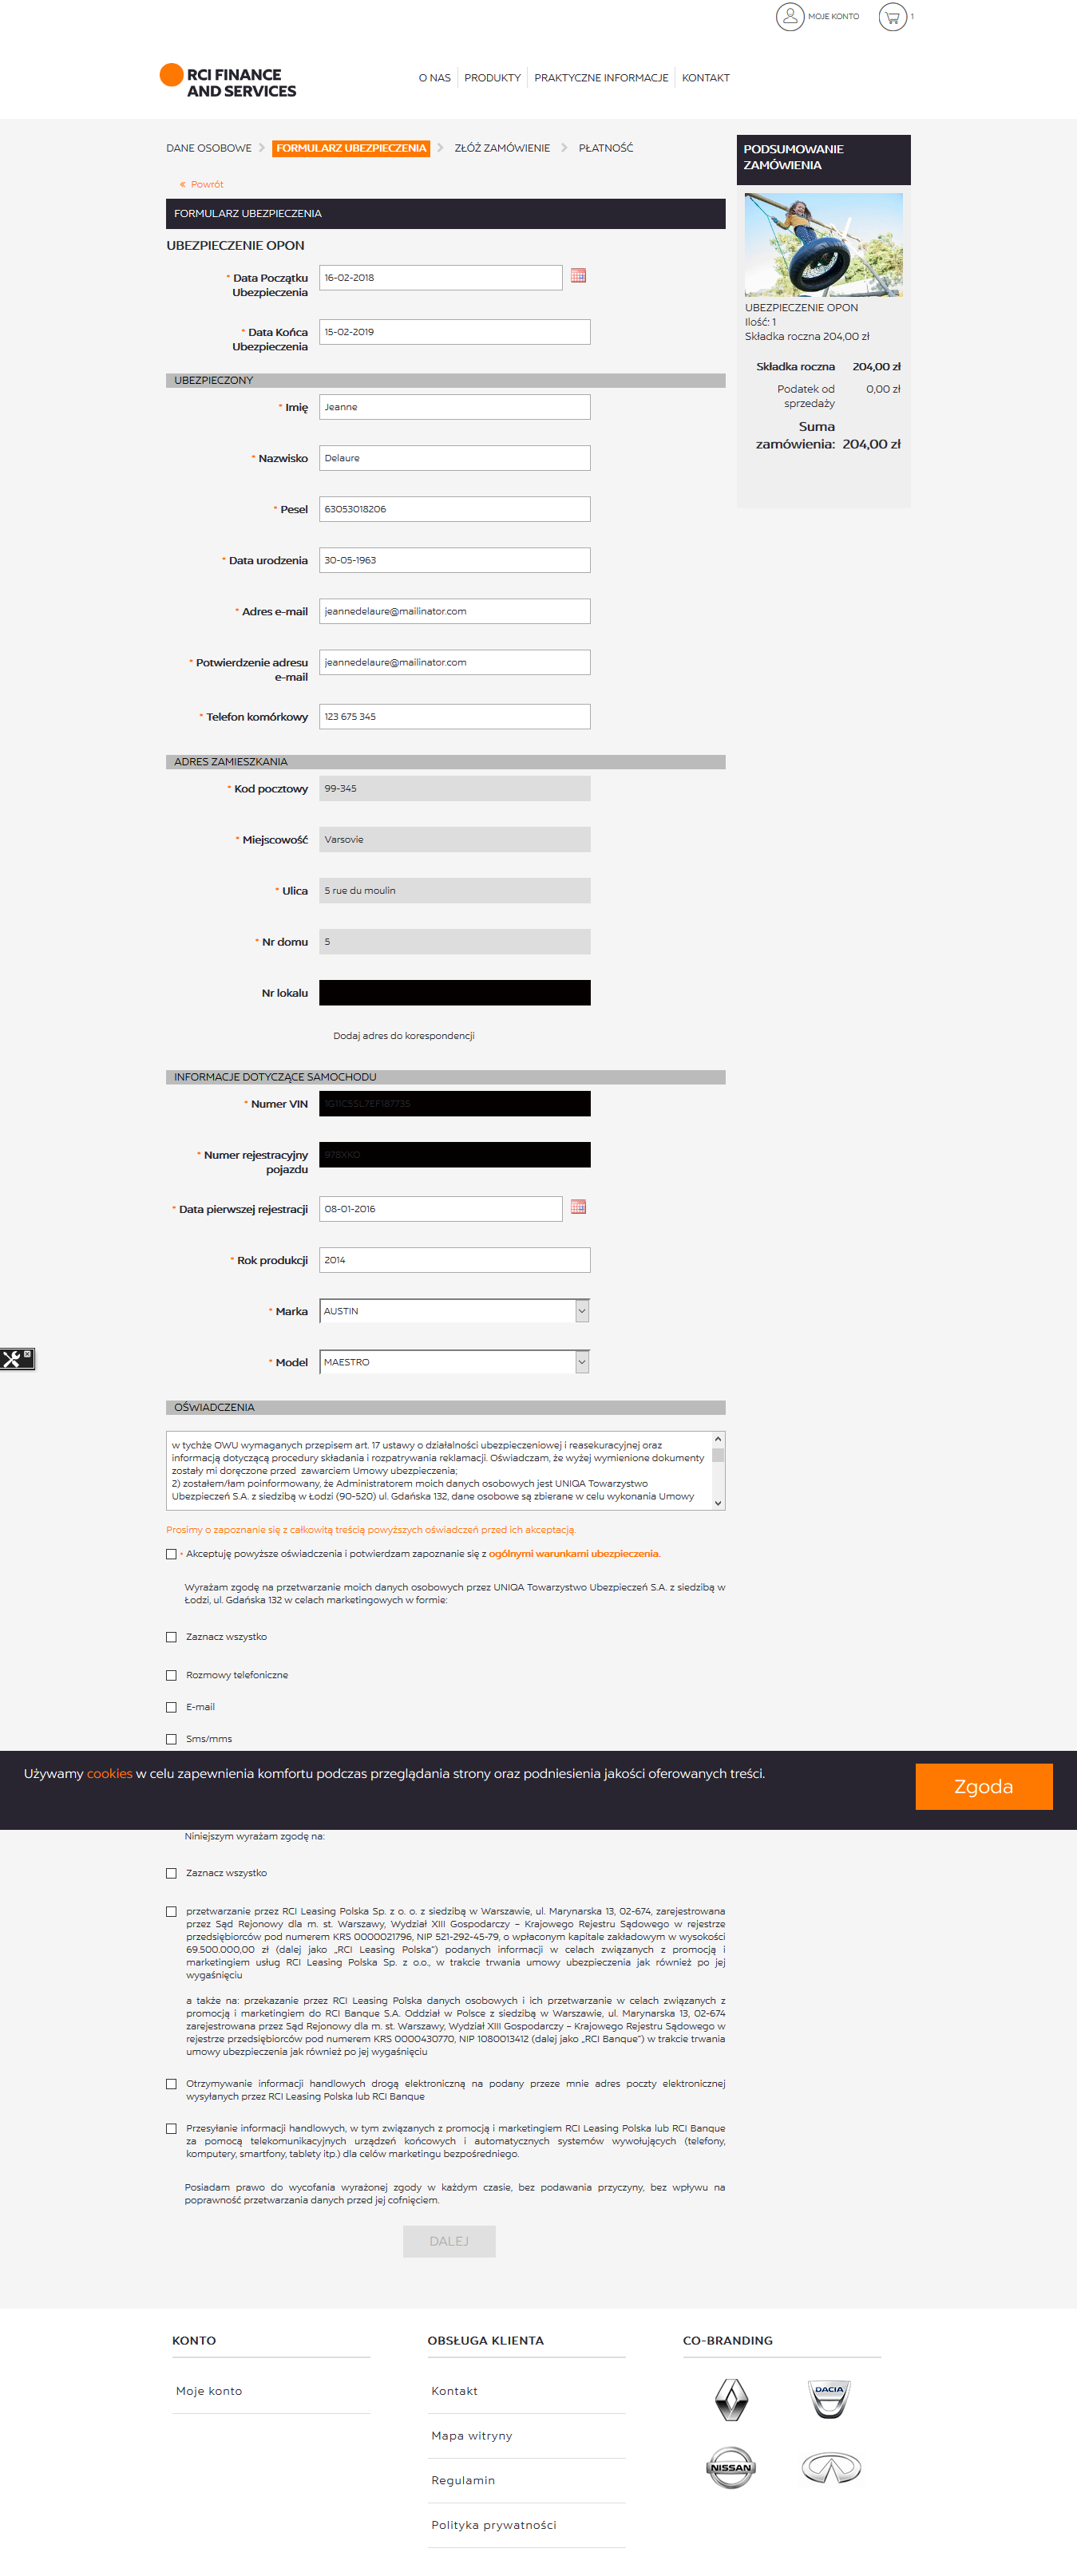 MOJE KONTO
1
RCI FINANCE
AND SERVICES
O NAS
PRODUKTY
PRAKTYCZNE INFORMACJE
KONTAKT
DANE OSOBOWE
FORMULARZ UBEZPIECZENIA
ZŁÓŻ ZAMÓWIENIE
PŁATNOŚĆ
« Powrót
FORMULARZ UBEZPIECZENIA
UBEZPIECZENIE OPON
* Data Początku
Ubezpieczenia
16-02-2018
* Data Końca
Ubezpieczenia
15-02-2019
UBEZPIECZONY
* Imię
Jeanne
* Nazwisko
Delaure
* Pesel
63053018206
* Data urodzenia
30-05-1963
* Adres e-mail
jeannedelaure@mailinator.com
* Potwierdzenie adresu
e-mail
jeannedelaure@mailinator.com
* Telefon komórkowy
123 675 345
ADRES ZAMIESZKANIA
* Kod pocztowy
99-345
* Miejscowość
Varsovie
* Ulica
5 rue du moulin
* Nr domu
5
Nr lokalu
Dodaj adres do korespondencji
INFORMACJE DOTYCZĄCE SAMOCHODU
* Numer VIN
* Numer rejestracyjny
pojazdu
978XKO
* Data pierwszej rejestracji
08-01-2016
* Rok produkcji
2014
* Marka
AUSTIN
* Model
MAESTRO
OŚWIADCZENIA
w tychże OWU wymaganych przepisem art. 17 ustawy o działalności ubezpieczeniowej i reasekuracyjnej oraz
informacją dotyczącą procedury składania i rozpatrywania reklamacji. Oświadczam, że wyżej wymienione dokumenty
zostały mi doręczone przed zawarciem Umowy ubezpieczenia;
2) zostałem/łam poinformowany, że Administratorem moich danych osobowych jest UNIQA Towarzystwo
Ubezpieczeń S.A. z siedzibą w Łodzi (90-520) ul. Gdańska 132, dane osobowe są zbierane w celu wykonania Umowy
Prosimy o zapoznanie się z całkowitą treścią powyższych oświadczeń przed ich akceptacją.
* Akceptuję powyższe oświadczenia i potwierdzam zapoznanie się z ogólnymi warunkami ubezpieczenia.
Wyrażam zgodę na przetwarzanie moich danych osobowych przez UNIQA Towarzystwo Ubezpieczeń S.A. z siedzibą w
Łodzi, ul. Gdańska 132 w celach marketingowych w formie:
Zaznacz wszystko
Rozmowy telefoniczne
E-mail
Sms/mms
Używamy cookies w celu zapewnienia komfortu podczas przeglądania strony oraz podniesienia jakości oferowanych treści.
Zgoda
Niniejszym wyrażam zgodę na:
Zaznacz wszystko
przetwarzanie przez RCI Leasing Polska Sp. z o. o. z siedzibą w Warszawie, ul. Marynarska 13, 02-674, zarejestrowana
przez Sąd Rejonowy dla m. st. Warszawy, Wydział XIII Gospodarczy – Krajowego Rejestru Sądowego w rejestrze
przedsiębiorców pod numerem KRS 0000021796, NIP 521-292-45-79, o wpłaconym kapitale zakładowym w wysokości
69.500.000,00 zł (dalej jako „RCI Leasing Polska”) podanych informacji w celach związanych z promocją i
marketingiem usług RCI Leasing Polska Sp. z o.o., w trakcie trwania umowy ubezpieczenia jak również po jej
wygaśnięciu
a także na: przekazanie przez RCI Leasing Polska danych osobowych i ich przetwarzanie w celach związanych z
promocją i marketingiem do RCI Banque S.A. Oddział w Polsce z siedzibą w Warszawie, ul. Marynarska 13, 02-674
zarejestrowana przez Sąd Rejonowy dla m. st. Warszawy, Wydział XIII Gospodarczy – Krajowego Rejestru Sądowego w
rejestrze przedsiębiorców pod numerem KRS 0000430770, NIP 1080013412 (dalej jako „RCI Banque”) w trakcie trwania
umowy ubezpieczenia jak również po jej wygaśnięciu
Otrzymywanie informacji handlowych drogą elektroniczną na podany przeze mnie adres poczty elektronicznej
wysyłanych przez RCI Leasing Polska lub RCI Banque
Przesyłanie informacji handlowych, w tym związanych z promocją i marketingiem RCI Leasing Polska lub RCI Banque
za pomocą telekomunikacyjnych urządzeń końcowych i automatycznych systemów wywołujących (telefony,
komputery, smartfony, tablety itp.) dla celów marketingu bezpośredniego.
Posiadam prawo do wycofania wyrażonej zgody w każdym czasie, bez podawania przyczyny, bez wpływu na
poprawność przetwarzania danych przed jej cofnięciem.
DALEJ
PODSUMOWANIE
ZAMÓWIENIA
UBEZPIECZENIE OPON
Ilość: 1
Składka roczna 204,00 zł
Składka roczna 204,00 zł
Podatek od
sprzedaży
0,00 zł
Suma
zamówienia: 204,00 zł
KONTO
Moje konto
OBSŁUGA KLIENTA
Kontakt
Mapa witryny
Regulamin
Polityka prywatności
CO-BRANDING
DACIA
NISSAN